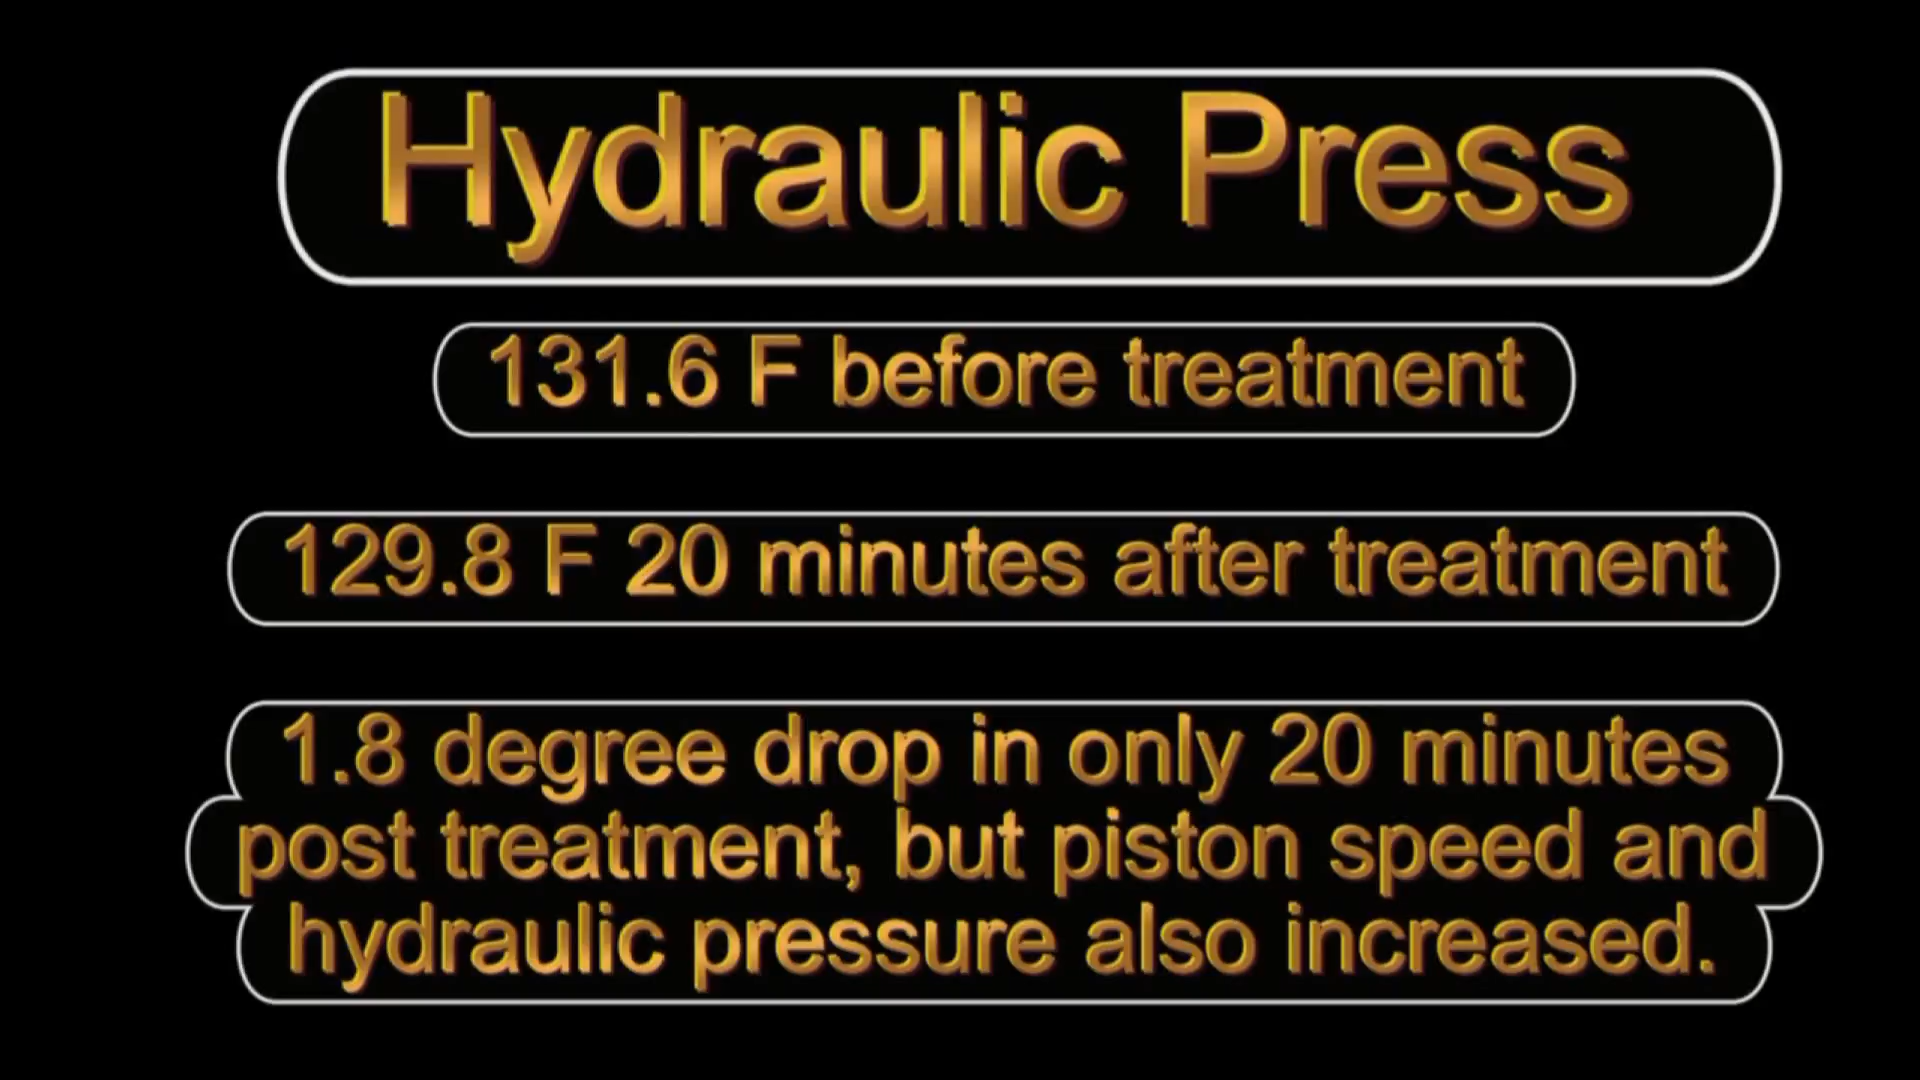 Hydraulic Press
131.6 F before treatment
129.8 F 20 minutes after treatment
1.8 degree drop in only 20 minutes
post treatment, but piston speed and
hydraulic pressure also increased.